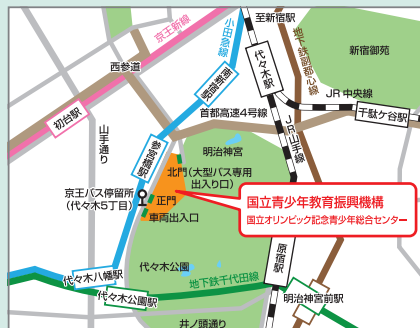 京王新線
小田急線
至新宿駅
地下鉄副都心線
新宿御苑
代々木駅
西参道
南新宿駅
JR中央線
千駄ケ谷駅
首都高速4号線
初台駅
山手通り
JR山手線
参宮橋駅
明治神宮
北門(大型バス専用
出入り口)
京王バス停留所
(代々木5丁目)
正門
車両出入口
国立青少年教育振興機構
国立オリンピック記念青少年総合センター
原宿駅
代々木八幡駅
代々木公園
地下鉄千代田線
代々木公園駅
明治神宮前駅
井ノ頭通り